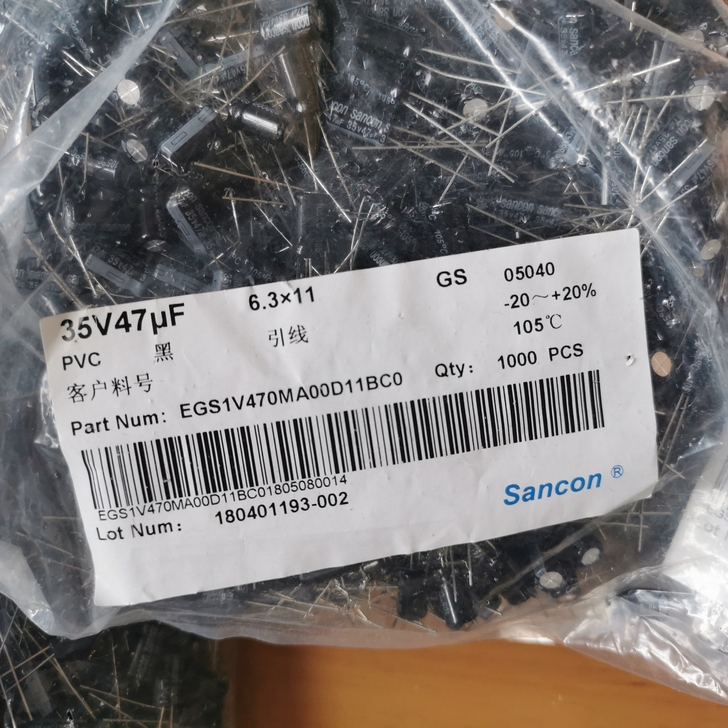 35V47µF 6.3×11 GS 05040
-20～+20%
PVC 黑 引线 105℃
客户料号
Part Num: EGS1V470MA00D11BC0 Qty: 1000 PCS
EGS1V470MA00D11BC01805080014
Lot Num: 180401193-002
Sancon ®